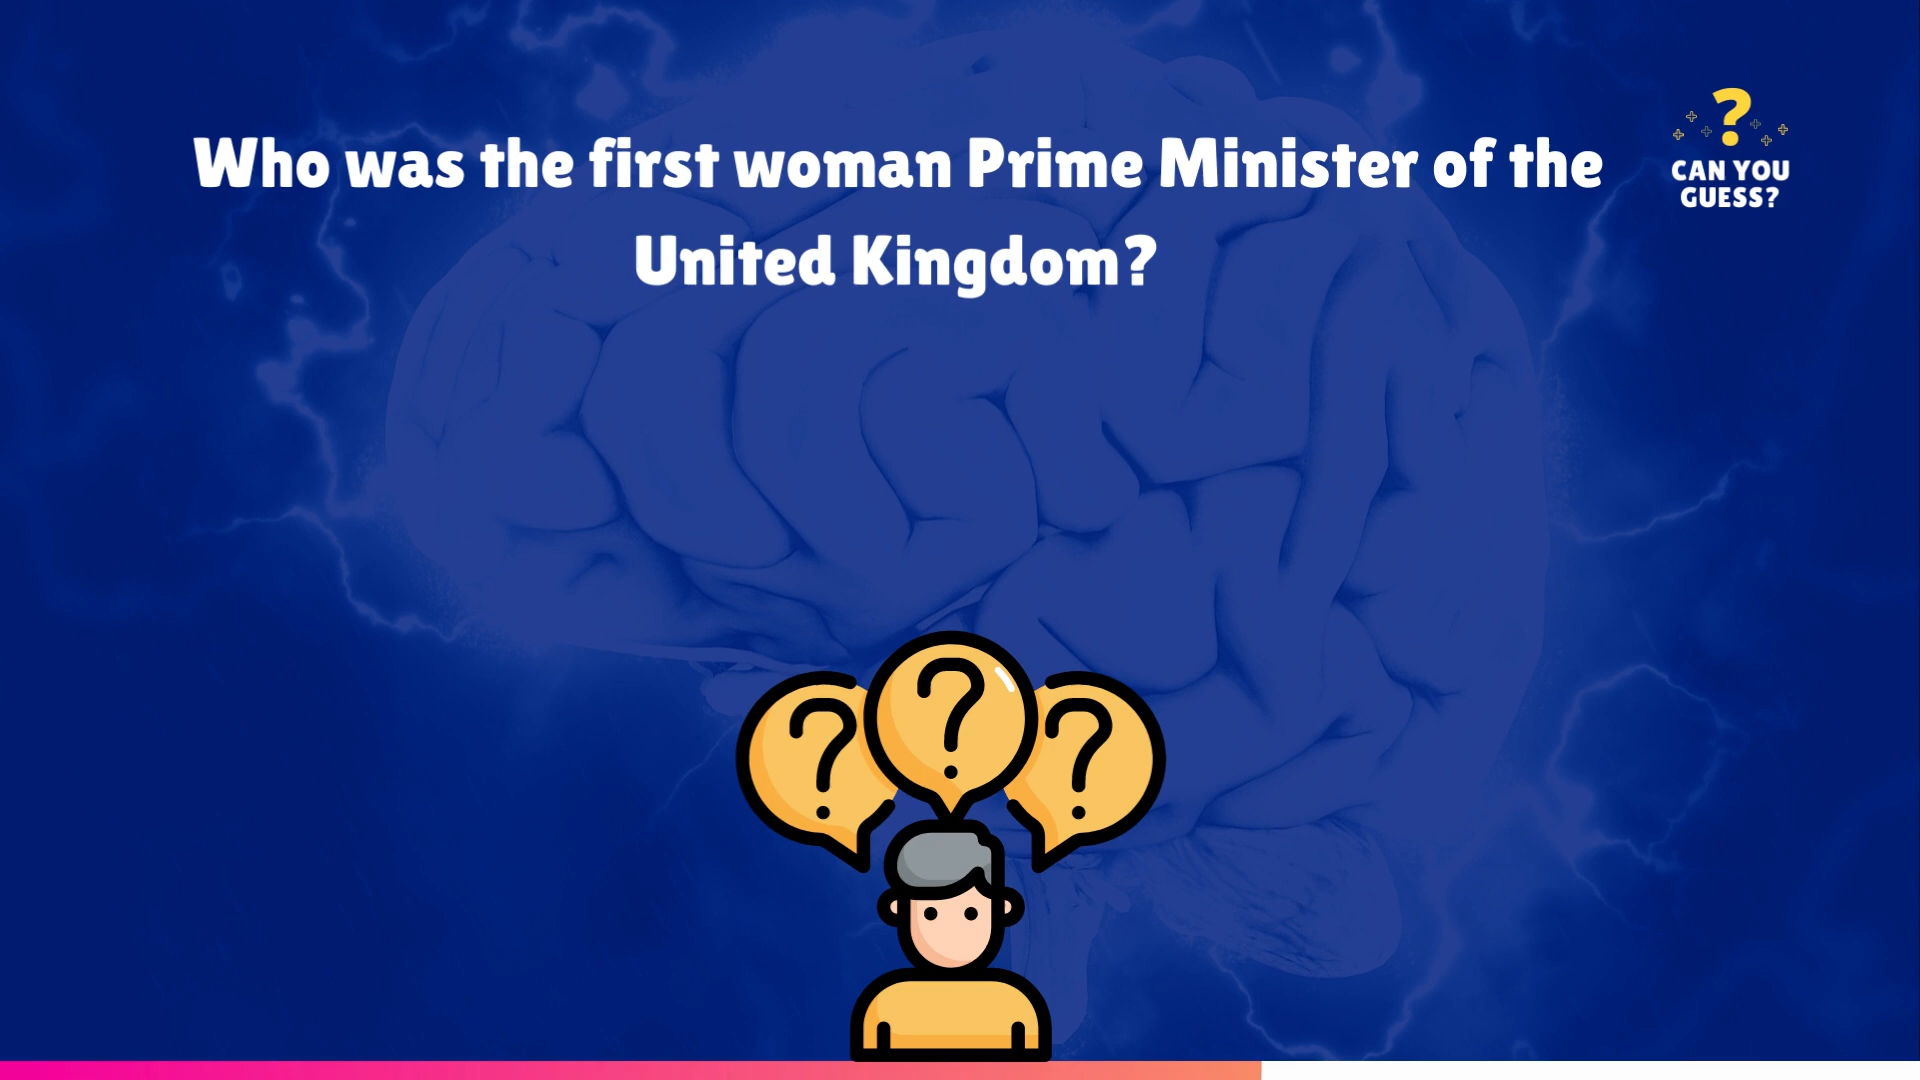 Who was the first woman Prime Minister of the
United Kingdom?
?
CAN YOU
GUESS?
? ? ?